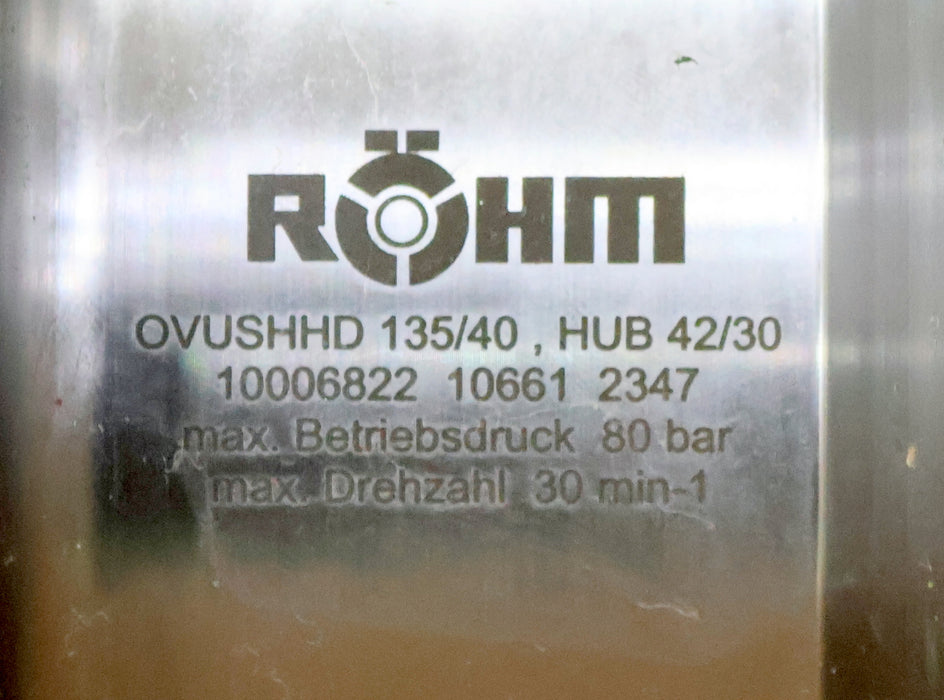 RÖHM
OVUSHHD 135/40 , HUB 42/30
10006822 10661 2347
max. Betriebsdruck 80 bar
max. Drehzahl 30 min-1